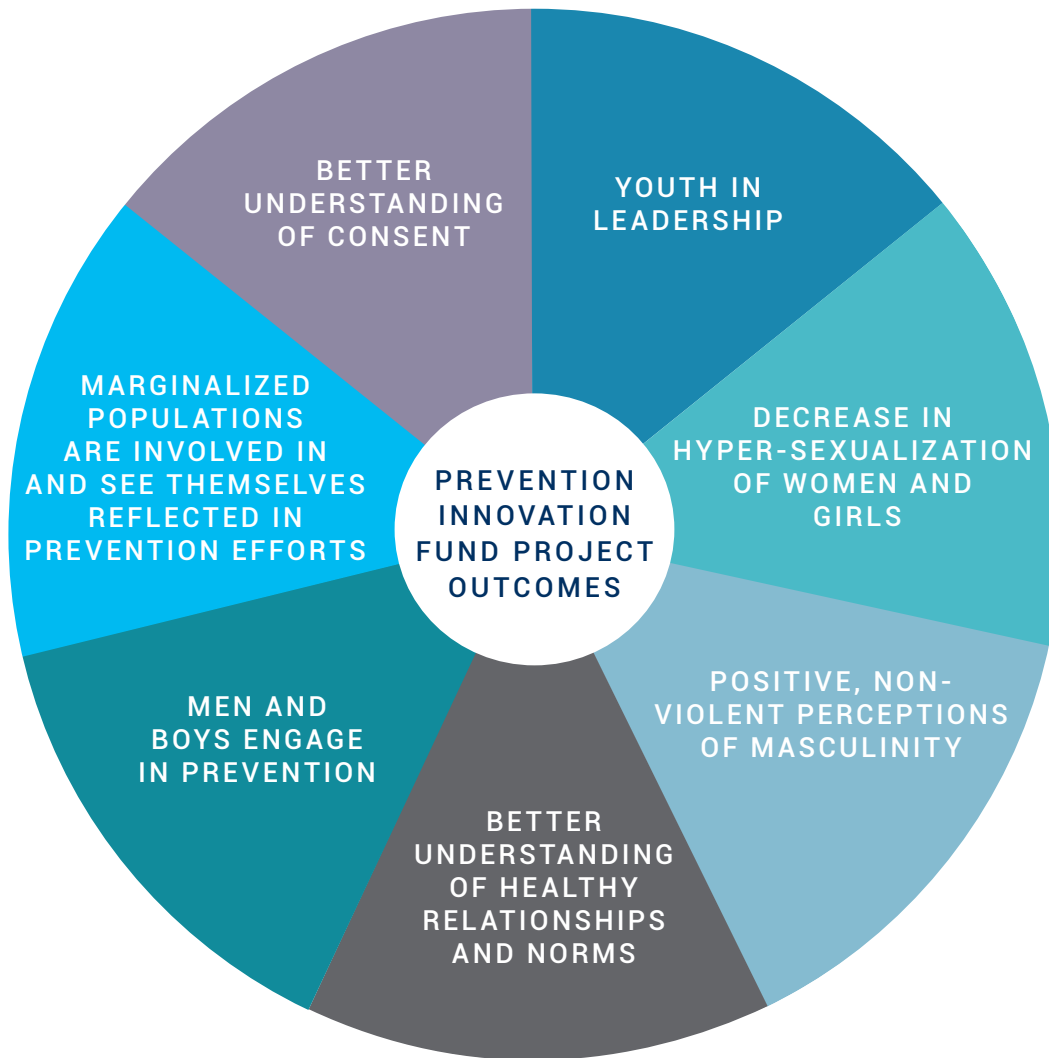 BETTER
UNDERSTANDING
OF CONSENT
YOUTH IN
LEADERSHIP
MARGINALIZED
POPULATIONS
ARE INVOLVED IN
AND SEE THEMSELVES
REFLECTED IN
PREVENTION EFFORTS
PREVENTION
INNOVATION
FUND PROJECT
OUTCOMES
DECREASE IN
HYPER-SEXUALIZATION
OF WOMEN AND
GIRLS
MEN AND
BOYS ENGAGE
IN PREVENTION
BETTER
UNDERSTANDING
OF HEALTHY
RELATIONSHIPS
AND NORMS
POSITIVE, NON-
VIOLENT PERCEPTIONS
OF MASCULINITY